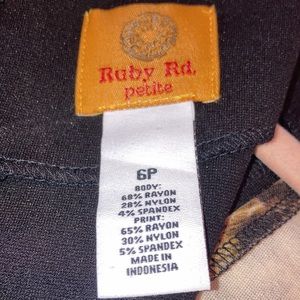 Ruby Rd.
petite
6P
BODY:
68% RAYON
28% NYLON
4% SPANDEX
PRINT:
65% RAYON
30% NYLON
5% SPANDEX
MADE IN
INDONESIA